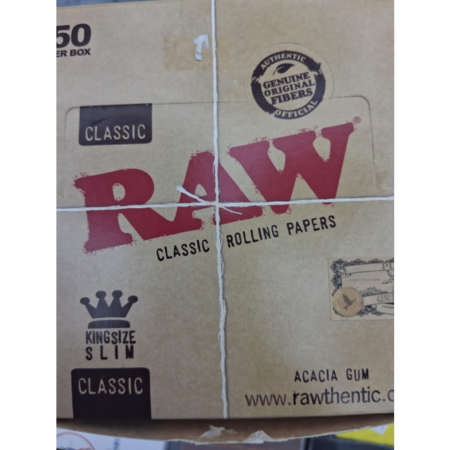 50
ER BOX
AUTHENTIC
GENUINE
ORIGINAL
FIBERS
OFFICIAL
CLASSIC
RAW®
CLASSIC ROLLING PAPERS
KINGSIZE
SLIM
CLASSIC
ACACIA GUM
www.rawthentic.c